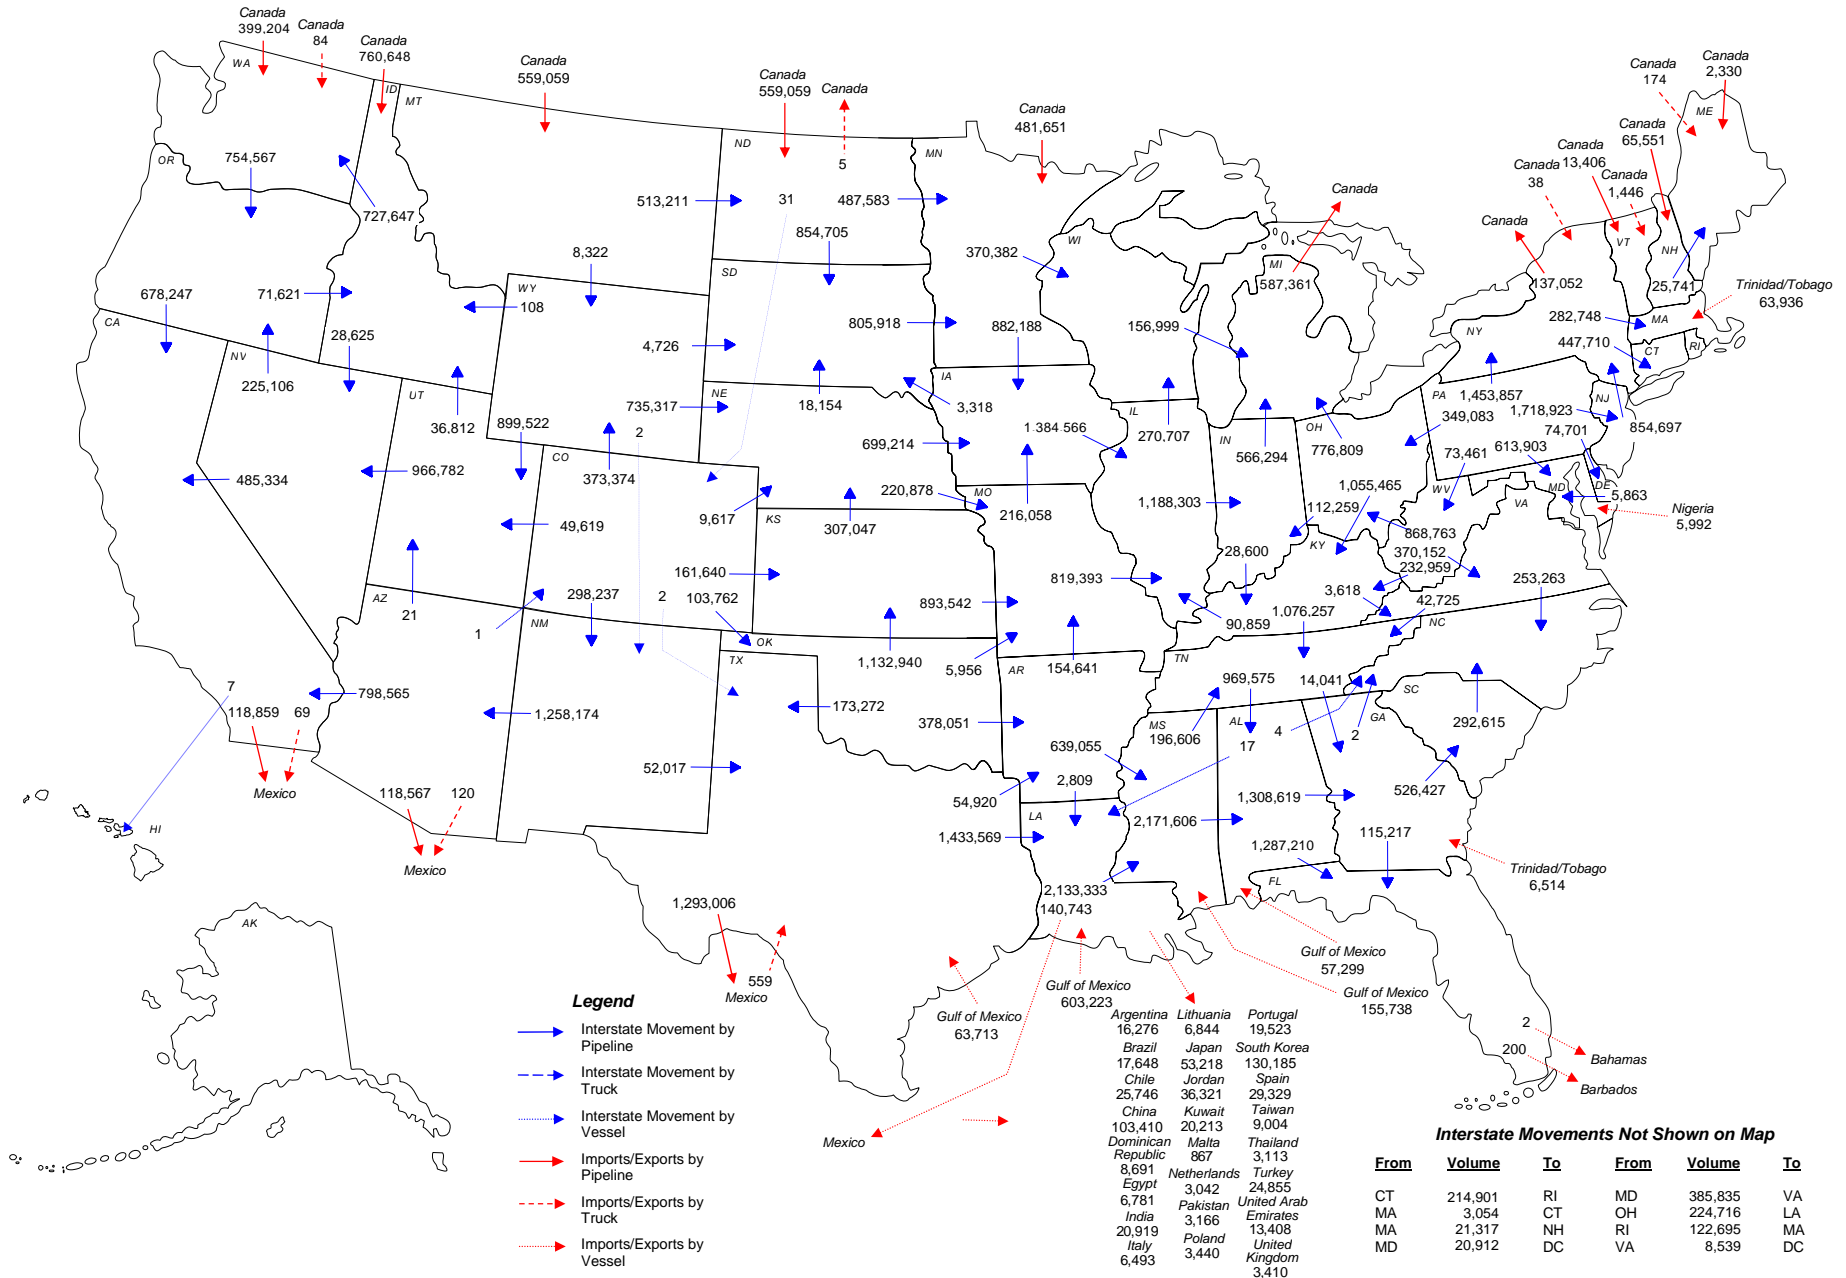 Canada
399,204
Canada
84
Canada
760,648
Canada
559,059
Canada
559,059
Canada
5
Canada
481,651
Canada
Canada
174
Canada
2,330
Canada
65,551
Canada
13,406
Canada
1,446
Canada
38
Canada
137,052
WA
ID
MT
ND
MN
ME
OR
754,567
727,647
513,211
31
487,583
854,705
370,382
WI
MI
587,361
VT
NH
25,741
Trinidad/Tobago
63,936
8,322
SD
WY
108
678,247
71,621
CA
28,625
NV
225,106
4,726
805,918
882,188
156,999
NY
282,748
MA
447,710
CT
RI
UT
36,812
899,522
735,317
NE
18,154
IA
3,318
IL
270,707
IN
566,294
OH
776,809
PA
1,453,857
349,083
NJ
1,718,923
854,697
74,701
613,903
73,461
2
CO
373,374
699,214
1.384.566
485,334
966,782
49,619
9,617
KS
307,047
220,878
MO
216,058
1,188,303
112,259
1,055,465
868,763
WV
VA
MD
DE
5,863
Nigeria
5,992
KY
370,152
232,959
28,600
161,640
103,762
2
298,237
819,393
3,618
42,725
253,263
AZ
21
1
NM
893,542
90,859
1.076,257
NC
OK
TX
1,132,940
5,956
AR
154,641
TN
7
118,859
69
798,565
1,258,174
173,272
378,051
969,575
14,041
SC
GA
292,615
MS
196,606
AL
17
4
2
Mexico
52,017
639,055
2,809
54,920
1,308,619
526,427
118,567
120
Mexico
HI
LA
1,433,569
2,171,606
1,287,210
115,217
Trinidad/Tobago
6,514
FL
2,133,333
140,743
AK
1,293,006
559
Mexico
Gulf of Mexico
63,713
Gulf of Mexico
603,223
Gulf of Mexico
57,299
Gulf of Mexico
155,738
2
Bahamas
200
Barbados
Mexico
Legend
Interstate Movement by
Pipeline
Interstate Movement by
Truck
Interstate Movement by
Vessel
Imports/Exports by
Pipeline
Imports/Exports by
Truck
Imports/Exports by
Vessel
Argentina Lithuania Portugal
16,276 6,844 19,523
Brazil Japan South Korea
17,648 53,218 130,185
Chile Jordan Spain
25,746 36,321 29,329
China Kuwait Taiwan
103,410 20,213 9,004
Dominican Malta Thailand
Republic 867 3,113
8,691 Netherlands Turkey
Egypt 3,042 24,855
6,781 Pakistan United Arab
India 3,166 Emirates
20,919 Poland 13,408
Italy 3,440 United
6,493 Kingdom
3,410
Interstate Movements Not Shown on Map
From Volume To From Volume To
CT 214,901 RI MD 385,835 VA
MA 3,054 CT OH 224,716 LA
MA 21,317 NH RI 122,695 MA
MD 20,912 DC VA 8,539 DC